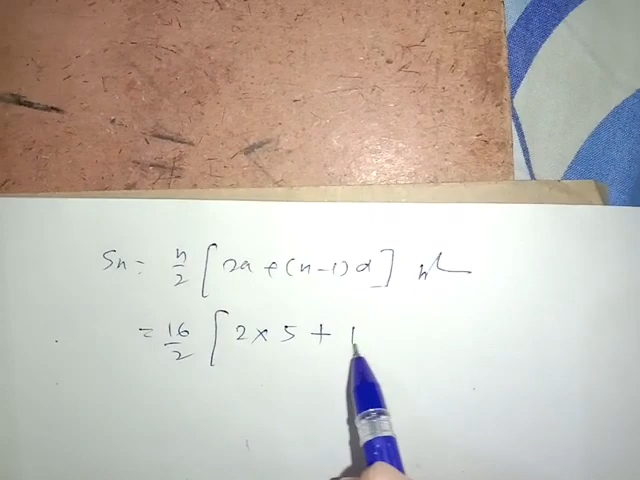 Sn = n/2 [2a + (n-1)d]
= 16/2 [2 × 5 + 1